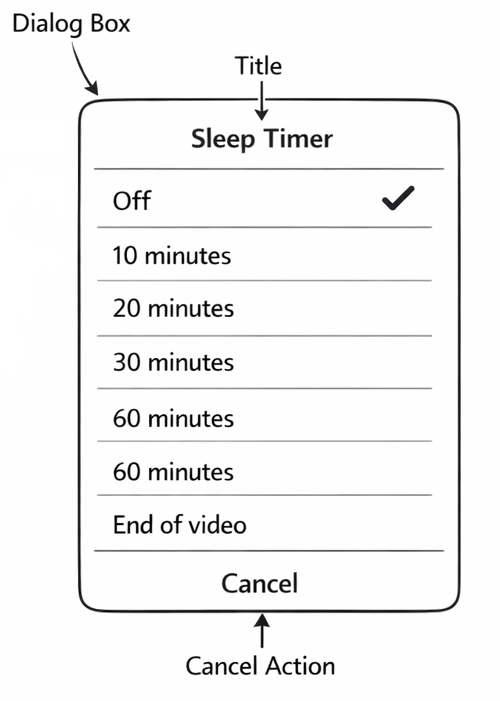 Dialog Box
Title
Sleep Timer
Off
10 minutes
20 minutes
30 minutes
60 minutes
60 minutes
End of video
Cancel
Cancel Action